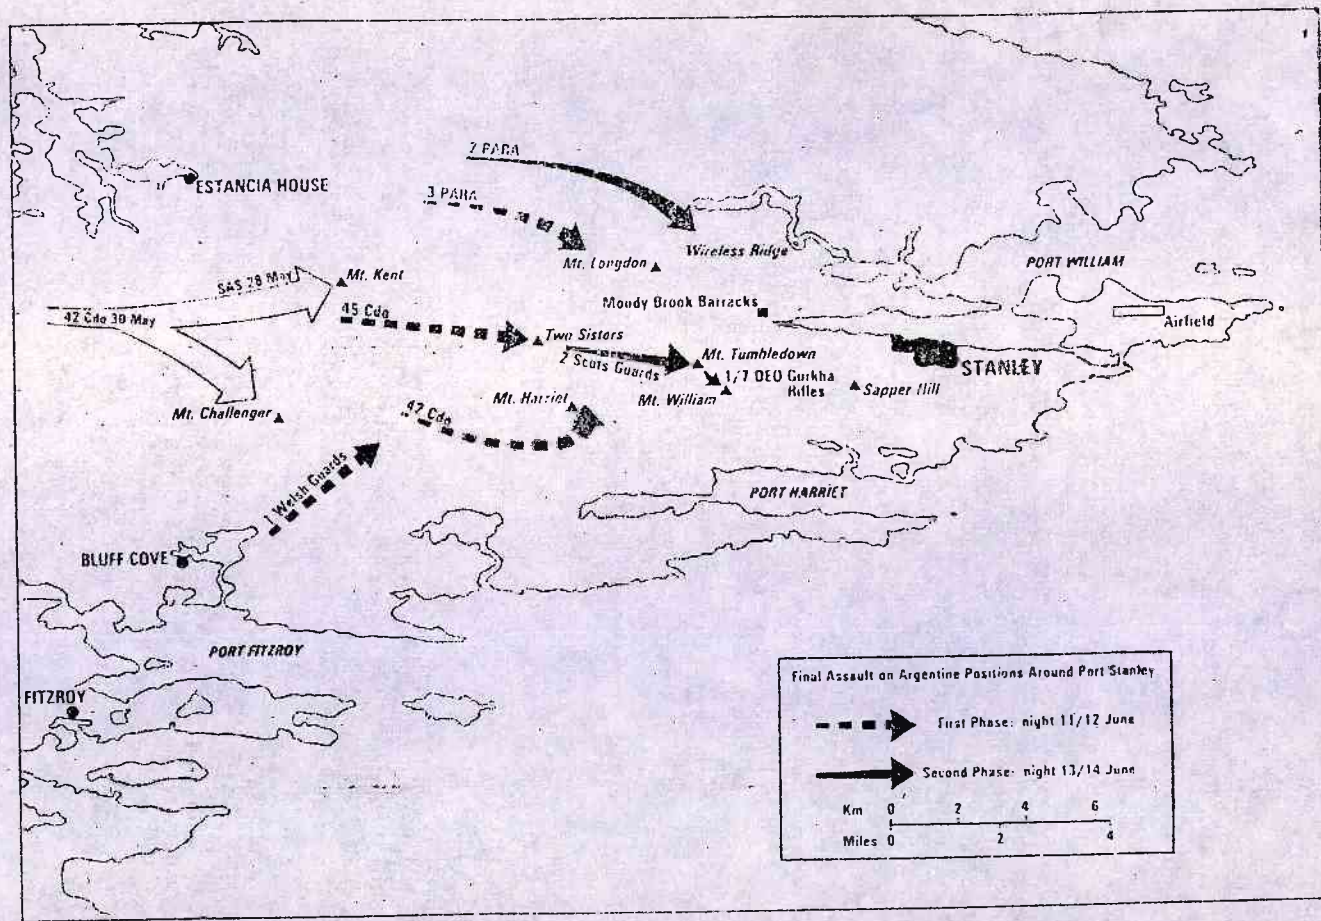 2 PARA
ESTANCIA HOUSE
3 PARA
Wireless Ridge
Mt. Longdon
PORT WILLIAM
SAS 28 May
Mt. Kent
Moody Brook Barracks
42 Cdo 30 May
45 Cdo
Airfield
Two Sisters
2 Scots Guards
Mt. Tumbledown
STANLEY
1/7 DEO Gurkha
Rifles
Mt. William
Sapper Hill
Mt. Harriet
Mt. Challenger
42 Cdo
1 Welsh Guards
PORT HARRIET
BLUFF COVE
PORT FITZROY
FITZROY
Final Assault on Argentine Positions Around Port Stanley
First Phase: night 11/12 June
Second Phase: night 13/14 June
Km 0 2 4 6
Miles 0 2 4